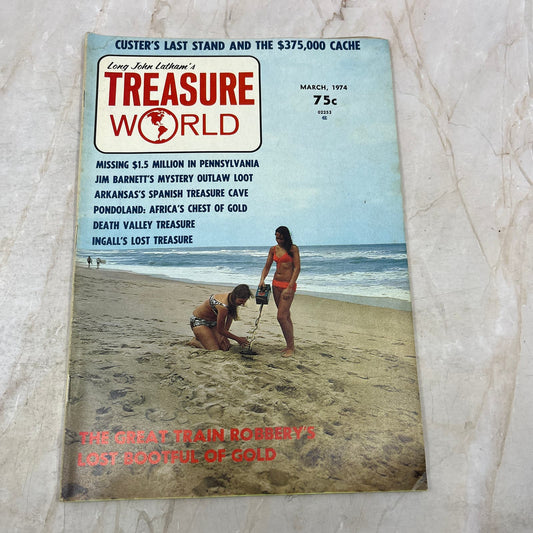 CUSTER'S LAST STAND AND THE $375,000 CACHE
Long John Latham's
TREASURE
WORLD
MARCH, 1974
75c
02253
MISSING $1.5 MILLION IN PENNSYLVANIA
JIM BARNETT'S MYSTERY OUTLAW LOOT
ARKANSAS'S SPANISH TREASURE CAVE
PONDOLAND: AFRICA'S CHEST OF GOLD
DEATH VALLEY TREASURE
INGALL'S LOST TREASURE
THE GREAT TRAIN ROBBERY'S
LOST BOOTFUL OF GOLD